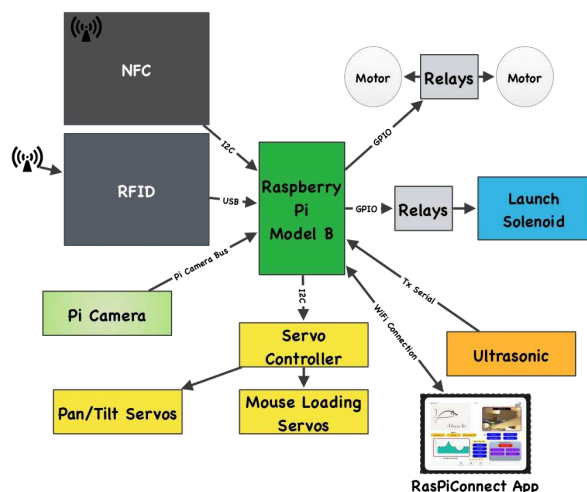 NFC
Motor
Relays
Motor
I2C
GPIO
RFID
USB
Raspberry
Pi
Model B
GPIO
Relays
Launch
Solenoid
Pi Camera Bus
Tx Serial
I2C
WiFi Connection
Pi Camera
Servo
Controller
Ultrasonic
Pan/Tilt Servos
Mouse Loading
Servos
RasPiConnect App